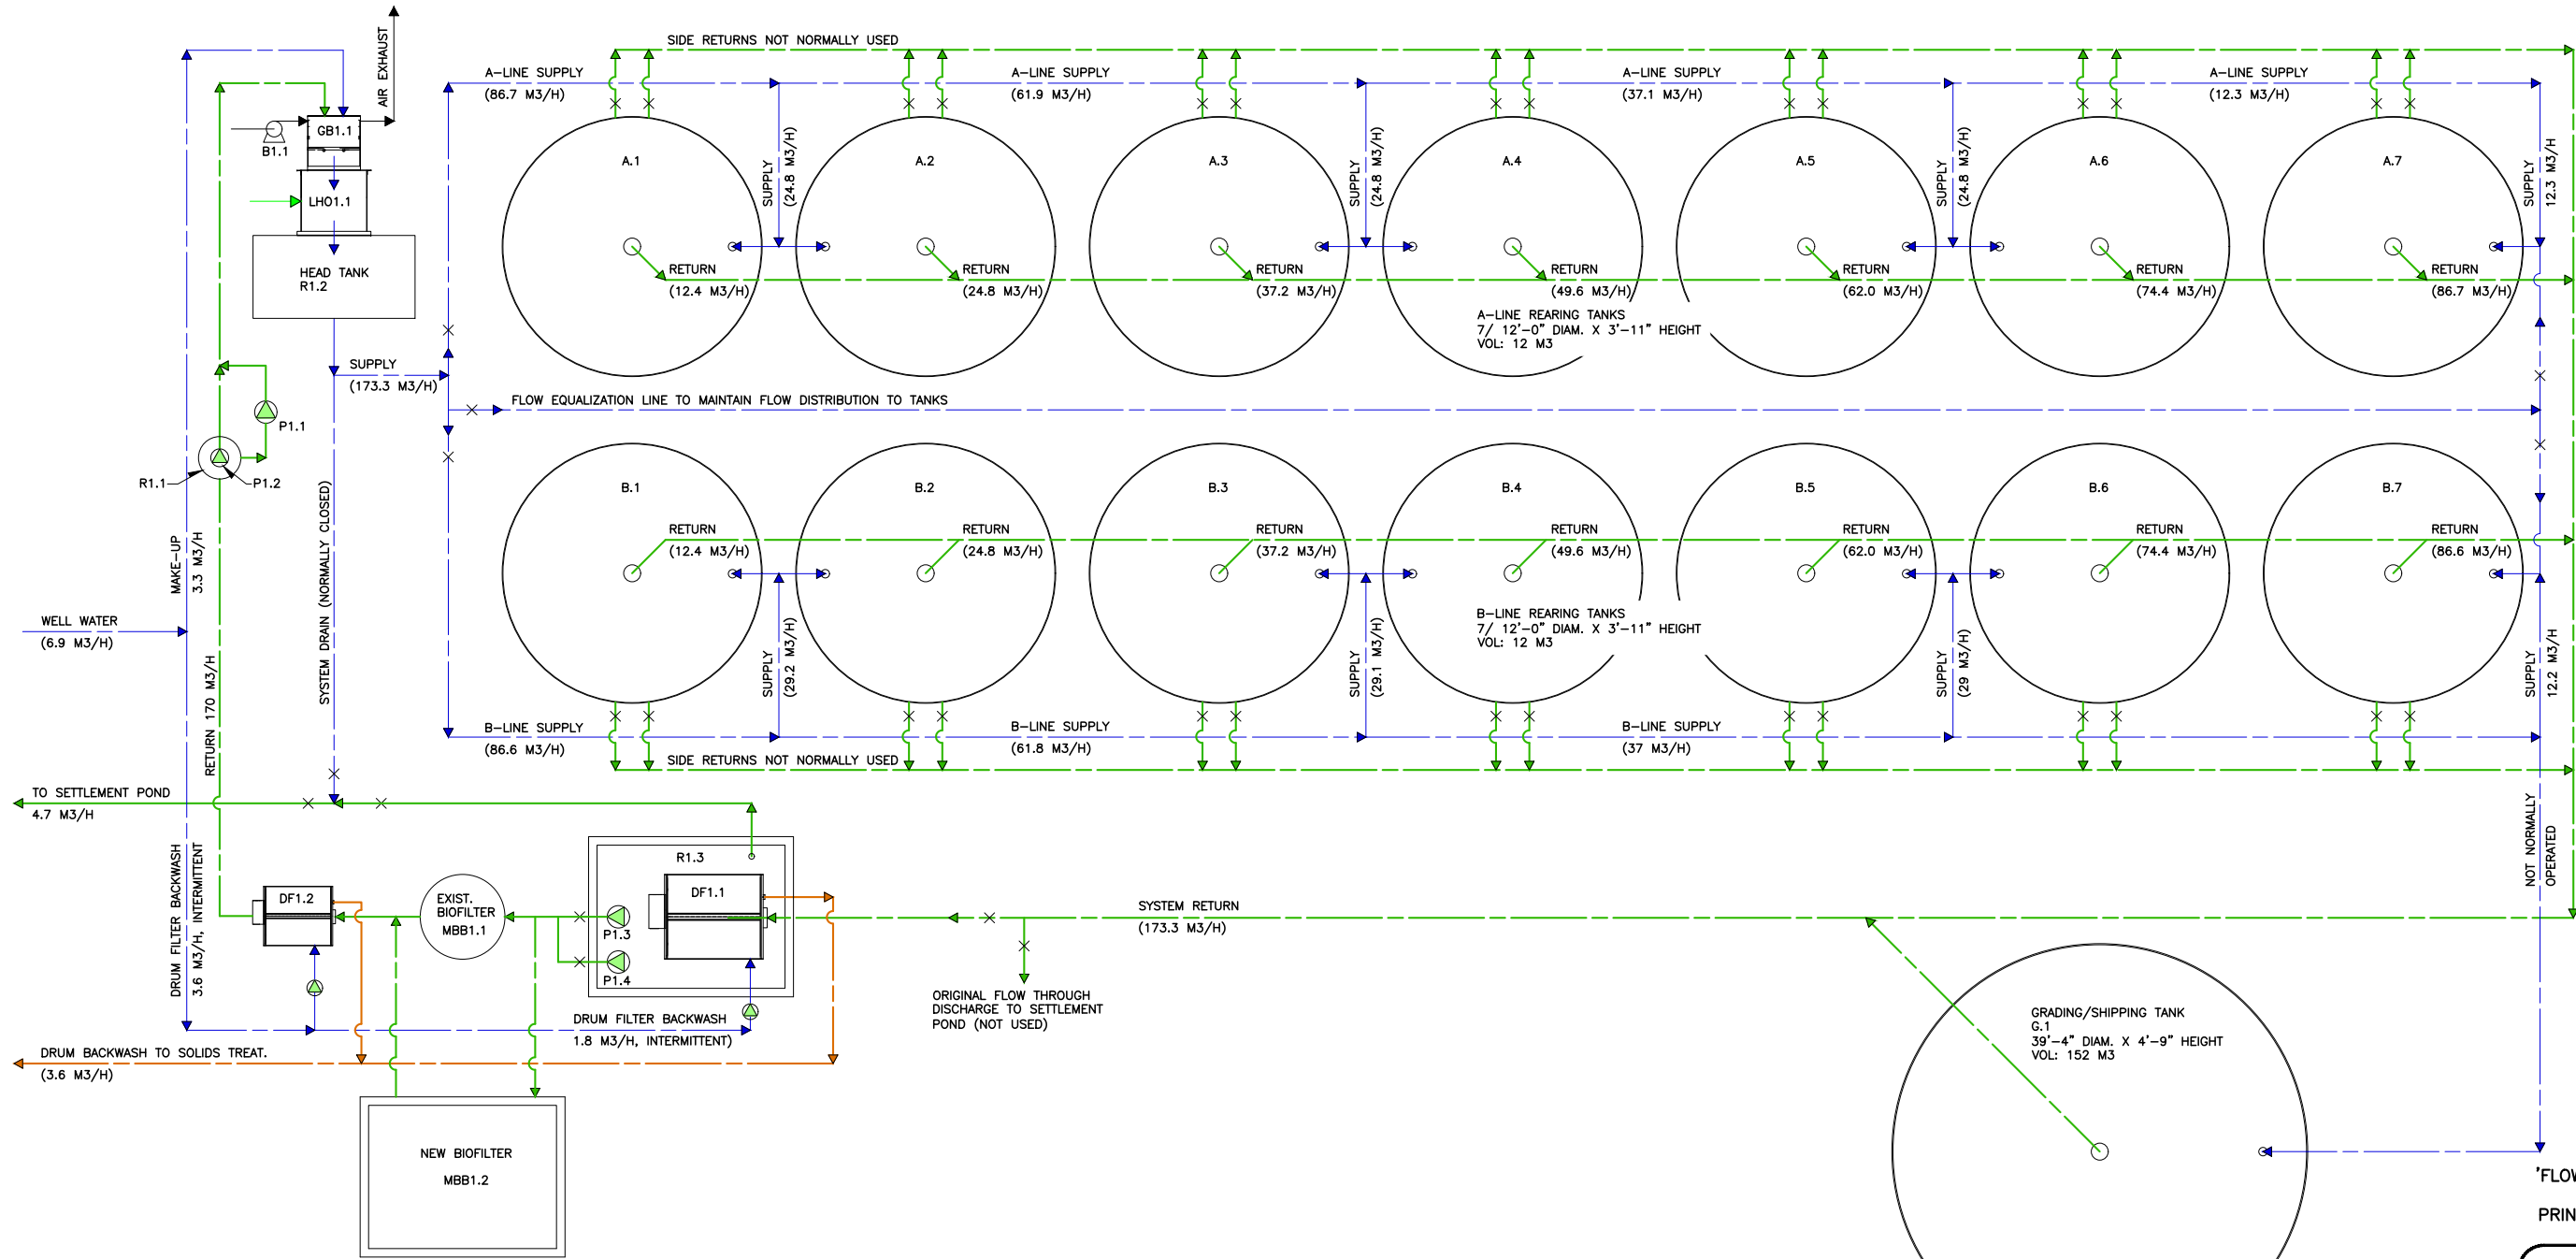 AIR EXHAUST
SIDE RETURNS NOT NORMALLY USED
A-LINE SUPPLY
(86.7 M3/H)
A-LINE SUPPLY
(61.9 M3/H)
A-LINE SUPPLY
(37.1 M3/H)
A-LINE SUPPLY
(12.3 M3/H)
GB1.1
B1.1
LHO1.1
HEAD TANK
R1.2
A.1
A.2
A.3
A.4
A.5
A.6
A.7
SUPPLY
(24.8 M3/H)
SUPPLY
(24.8 M3/H)
SUPPLY
(24.8 M3/H)
SUPPLY
12.3 M3/H
RETURN
(12.4 M3/H)
RETURN
(24.8 M3/H)
RETURN
(37.2 M3/H)
RETURN
(49.6 M3/H)
RETURN
(62.0 M3/H)
RETURN
(74.4 M3/H)
RETURN
(86.7 M3/H)
A-LINE REARING TANKS
7/ 12'-0" DIAM. X 3'-11" HEIGHT
VOL: 12 M3
SUPPLY
(173.3 M3/H)
FLOW EQUALIZATION LINE TO MAINTAIN FLOW DISTRIBUTION TO TANKS
P1.1
R1.1
P1.2
B.1
B.2
B.3
B.4
B.5
B.6
B.7
RETURN
(12.4 M3/H)
RETURN
(24.8 M3/H)
RETURN
(37.2 M3/H)
RETURN
(49.6 M3/H)
RETURN
(62.0 M3/H)
RETURN
(74.4 M3/H)
RETURN
(86.6 M3/H)
MAKE-UP
3.3 M3/H
SYSTEM DRAIN (NORMALLY CLOSED)
WELL WATER
(6.9 M3/H)
RETURN 170 M3/H
SUPPLY
(29.2 M3/H)
SUPPLY
(29.1 M3/H)
SUPPLY
(29 M3/H)
SUPPLY
12.2 M3/H
B-LINE REARING TANKS
7/ 12'-0" DIAM. X 3'-11" HEIGHT
VOL: 12 M3
B-LINE SUPPLY
(86.6 M3/H)
B-LINE SUPPLY
(61.8 M3/H)
B-LINE SUPPLY
(37 M3/H)
SIDE RETURNS NOT NORMALLY USED
TO SETTLEMENT POND
4.7 M3/H
DRUM FILTER BACKWASH
3.6 M3/H, INTERMITTENT
NOT NORMALLY
OPERATED
R1.3
DF1.1
DF1.2
EXIST.
BIOFILTER
MBB1.1
P1.3
P1.4
SYSTEM RETURN
(173.3 M3/H)
ORIGINAL FLOW THROUGH
DISCHARGE TO SETTLEMENT
POND (NOT USED)
DRUM FILTER BACKWASH
1.8 M3/H, INTERMITTENT)
DRUM BACKWASH TO SOLIDS TREAT.
(3.6 M3/H)
GRADING/SHIPPING TANK
G.1
39'-4" DIAM. X 4'-9" HEIGHT
VOL: 152 M3
NEW BIOFILTER
MBB1.2
'FLOW
PRIN